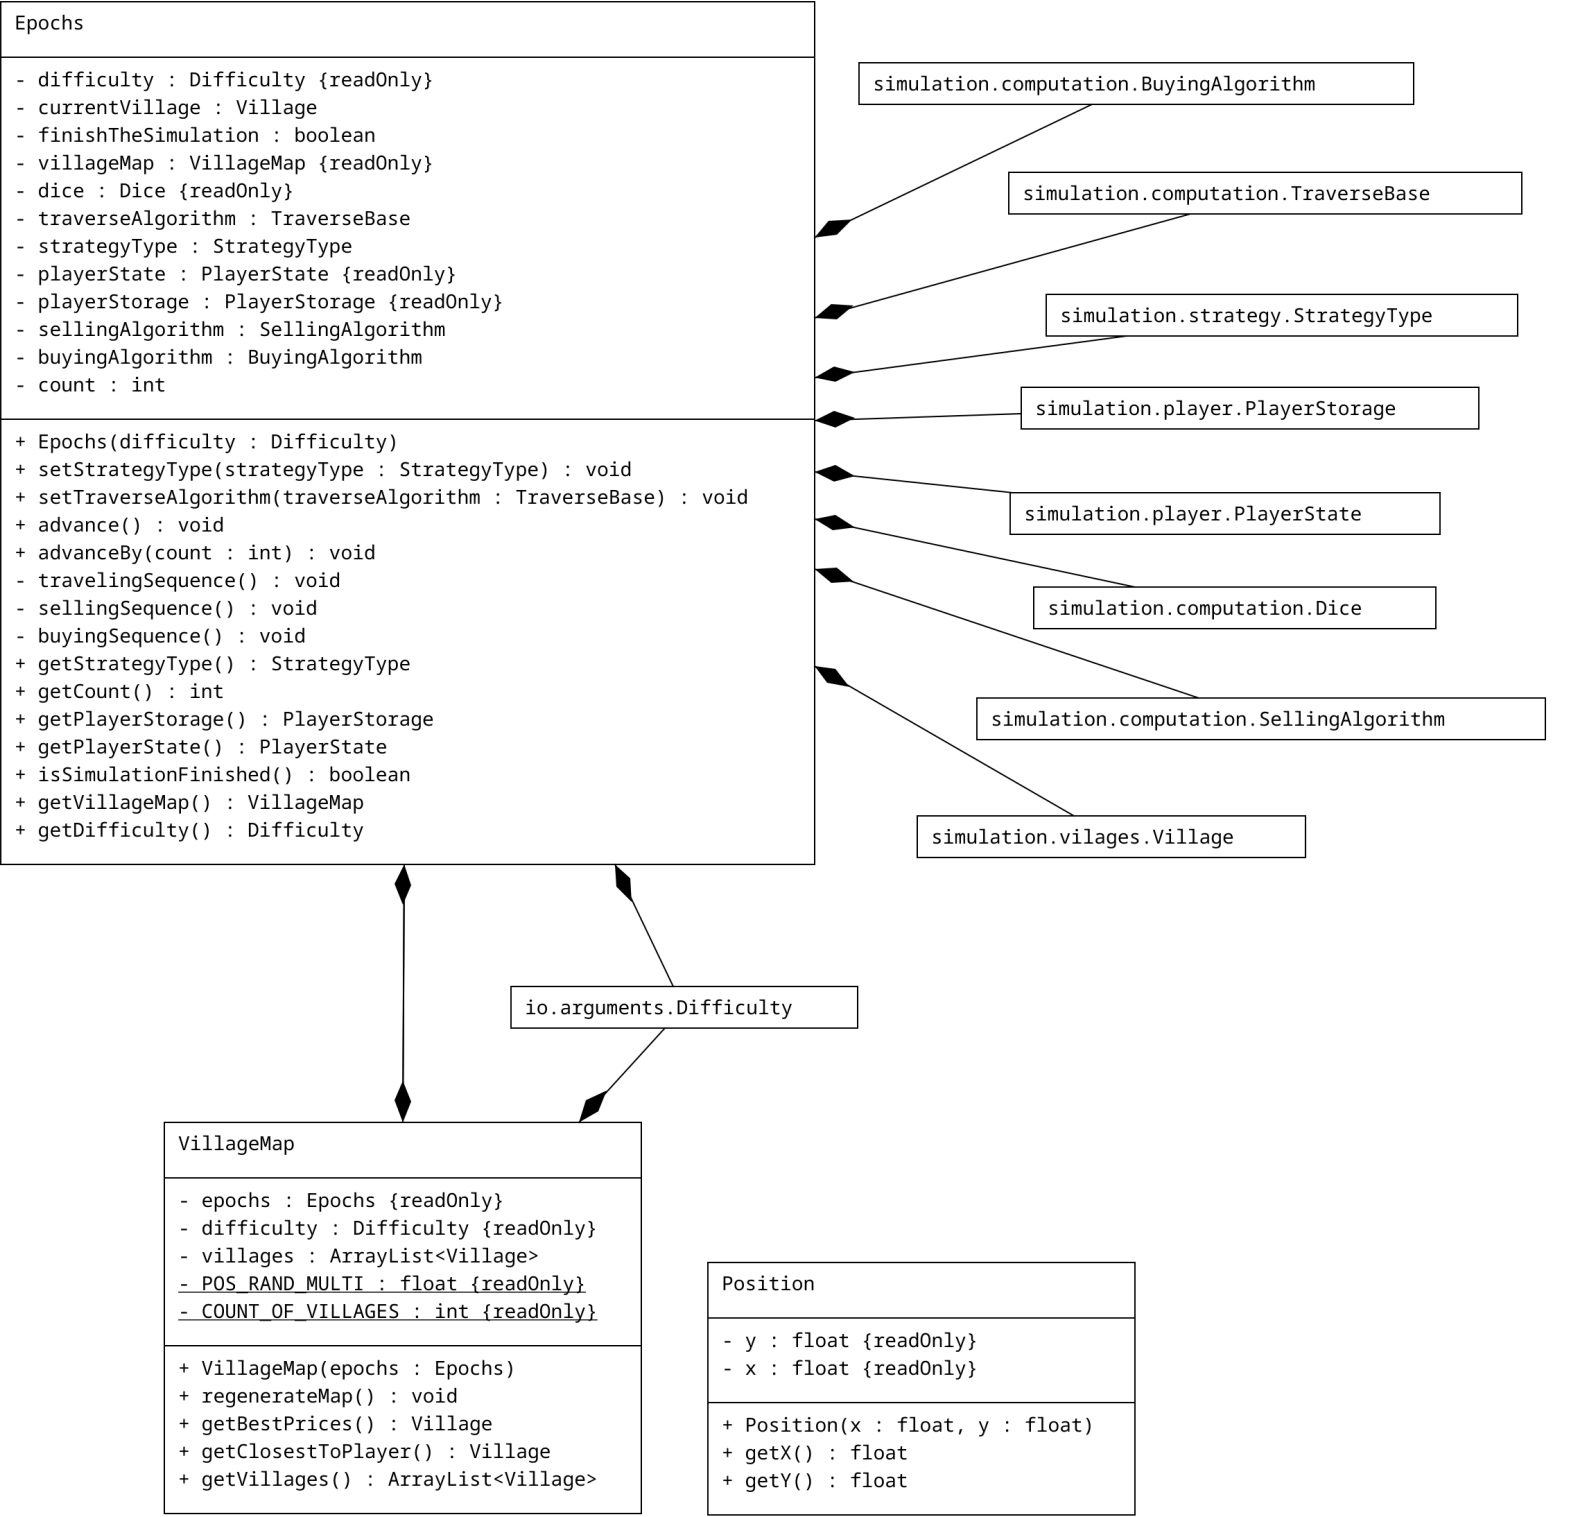 Epochs
- difficulty : Difficulty {readOnly}
- currentVillage : Village
- finishTheSimulation : boolean
- villageMap : VillageMap {readOnly}
- dice : Dice {readOnly}
- traverseAlgorithm : TraverseBase
- strategyType : StrategyType
- playerState : PlayerState {readOnly}
- playerStorage : PlayerStorage {readOnly}
- sellingAlgorithm : SellingAlgorithm
- buyingAlgorithm : BuyingAlgorithm
- count : int
+ Epochs(difficulty : Difficulty)
+ setStrategyType(strategyType : StrategyType) : void
+ setTraverseAlgorithm(traverseAlgorithm : TraverseBase) : void
+ advance() : void
+ advanceBy(count : int) : void
- travelingSequence() : void
- sellingSequence() : void
- buyingSequence() : void
+ getStrategyType() : StrategyType
+ getCount() : int
+ getPlayerStorage() : PlayerStorage
+ getPlayerState() : PlayerState
+ isSimulationFinished() : boolean
+ getVillageMap() : VillageMap
+ getDifficulty() : Difficulty
simulation.computation.BuyingAlgorithm
simulation.computation.TraverseBase
simulation.strategy.StrategyType
simulation.player.PlayerStorage
simulation.player.PlayerState
simulation.computation.Dice
simulation.computation.SellingAlgorithm
simulation.vilages.Village
io.arguments.Difficulty
VillageMap
- epochs : Epochs {readOnly}
- difficulty : Difficulty {readOnly}
- villages : ArrayList<Village>
- POS_RAND_MULTI : float {readOnly}
- COUNT_OF_VILLAGES : int {readOnly}
+ VillageMap(epochs : Epochs)
+ regenerateMap() : void
+ getBestPrices() : Village
+ getClosestToPlayer() : Village
+ getVillages() : ArrayList<Village>
Position
- y : float {readOnly}
- x : float {readOnly}
+ Position(x : float, y : float)
+ getX() : float
+ getY() : float